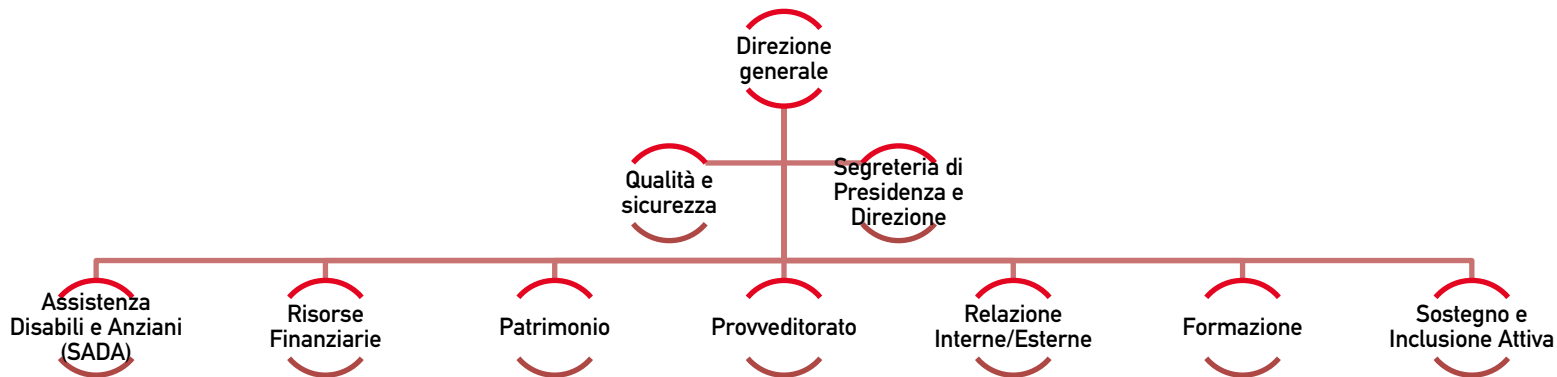 Direzione
generale
Qualità e
sicurezza
Segreteria di
Presidenza e
Direzione
Assistenza
Disabili e Anziani
(SADA)
Risorse
Finanziarie
Patrimonio
Provveditorato
Relazione
Interne/Esterne
Formazione
Sostegno e
Inclusione Attiva